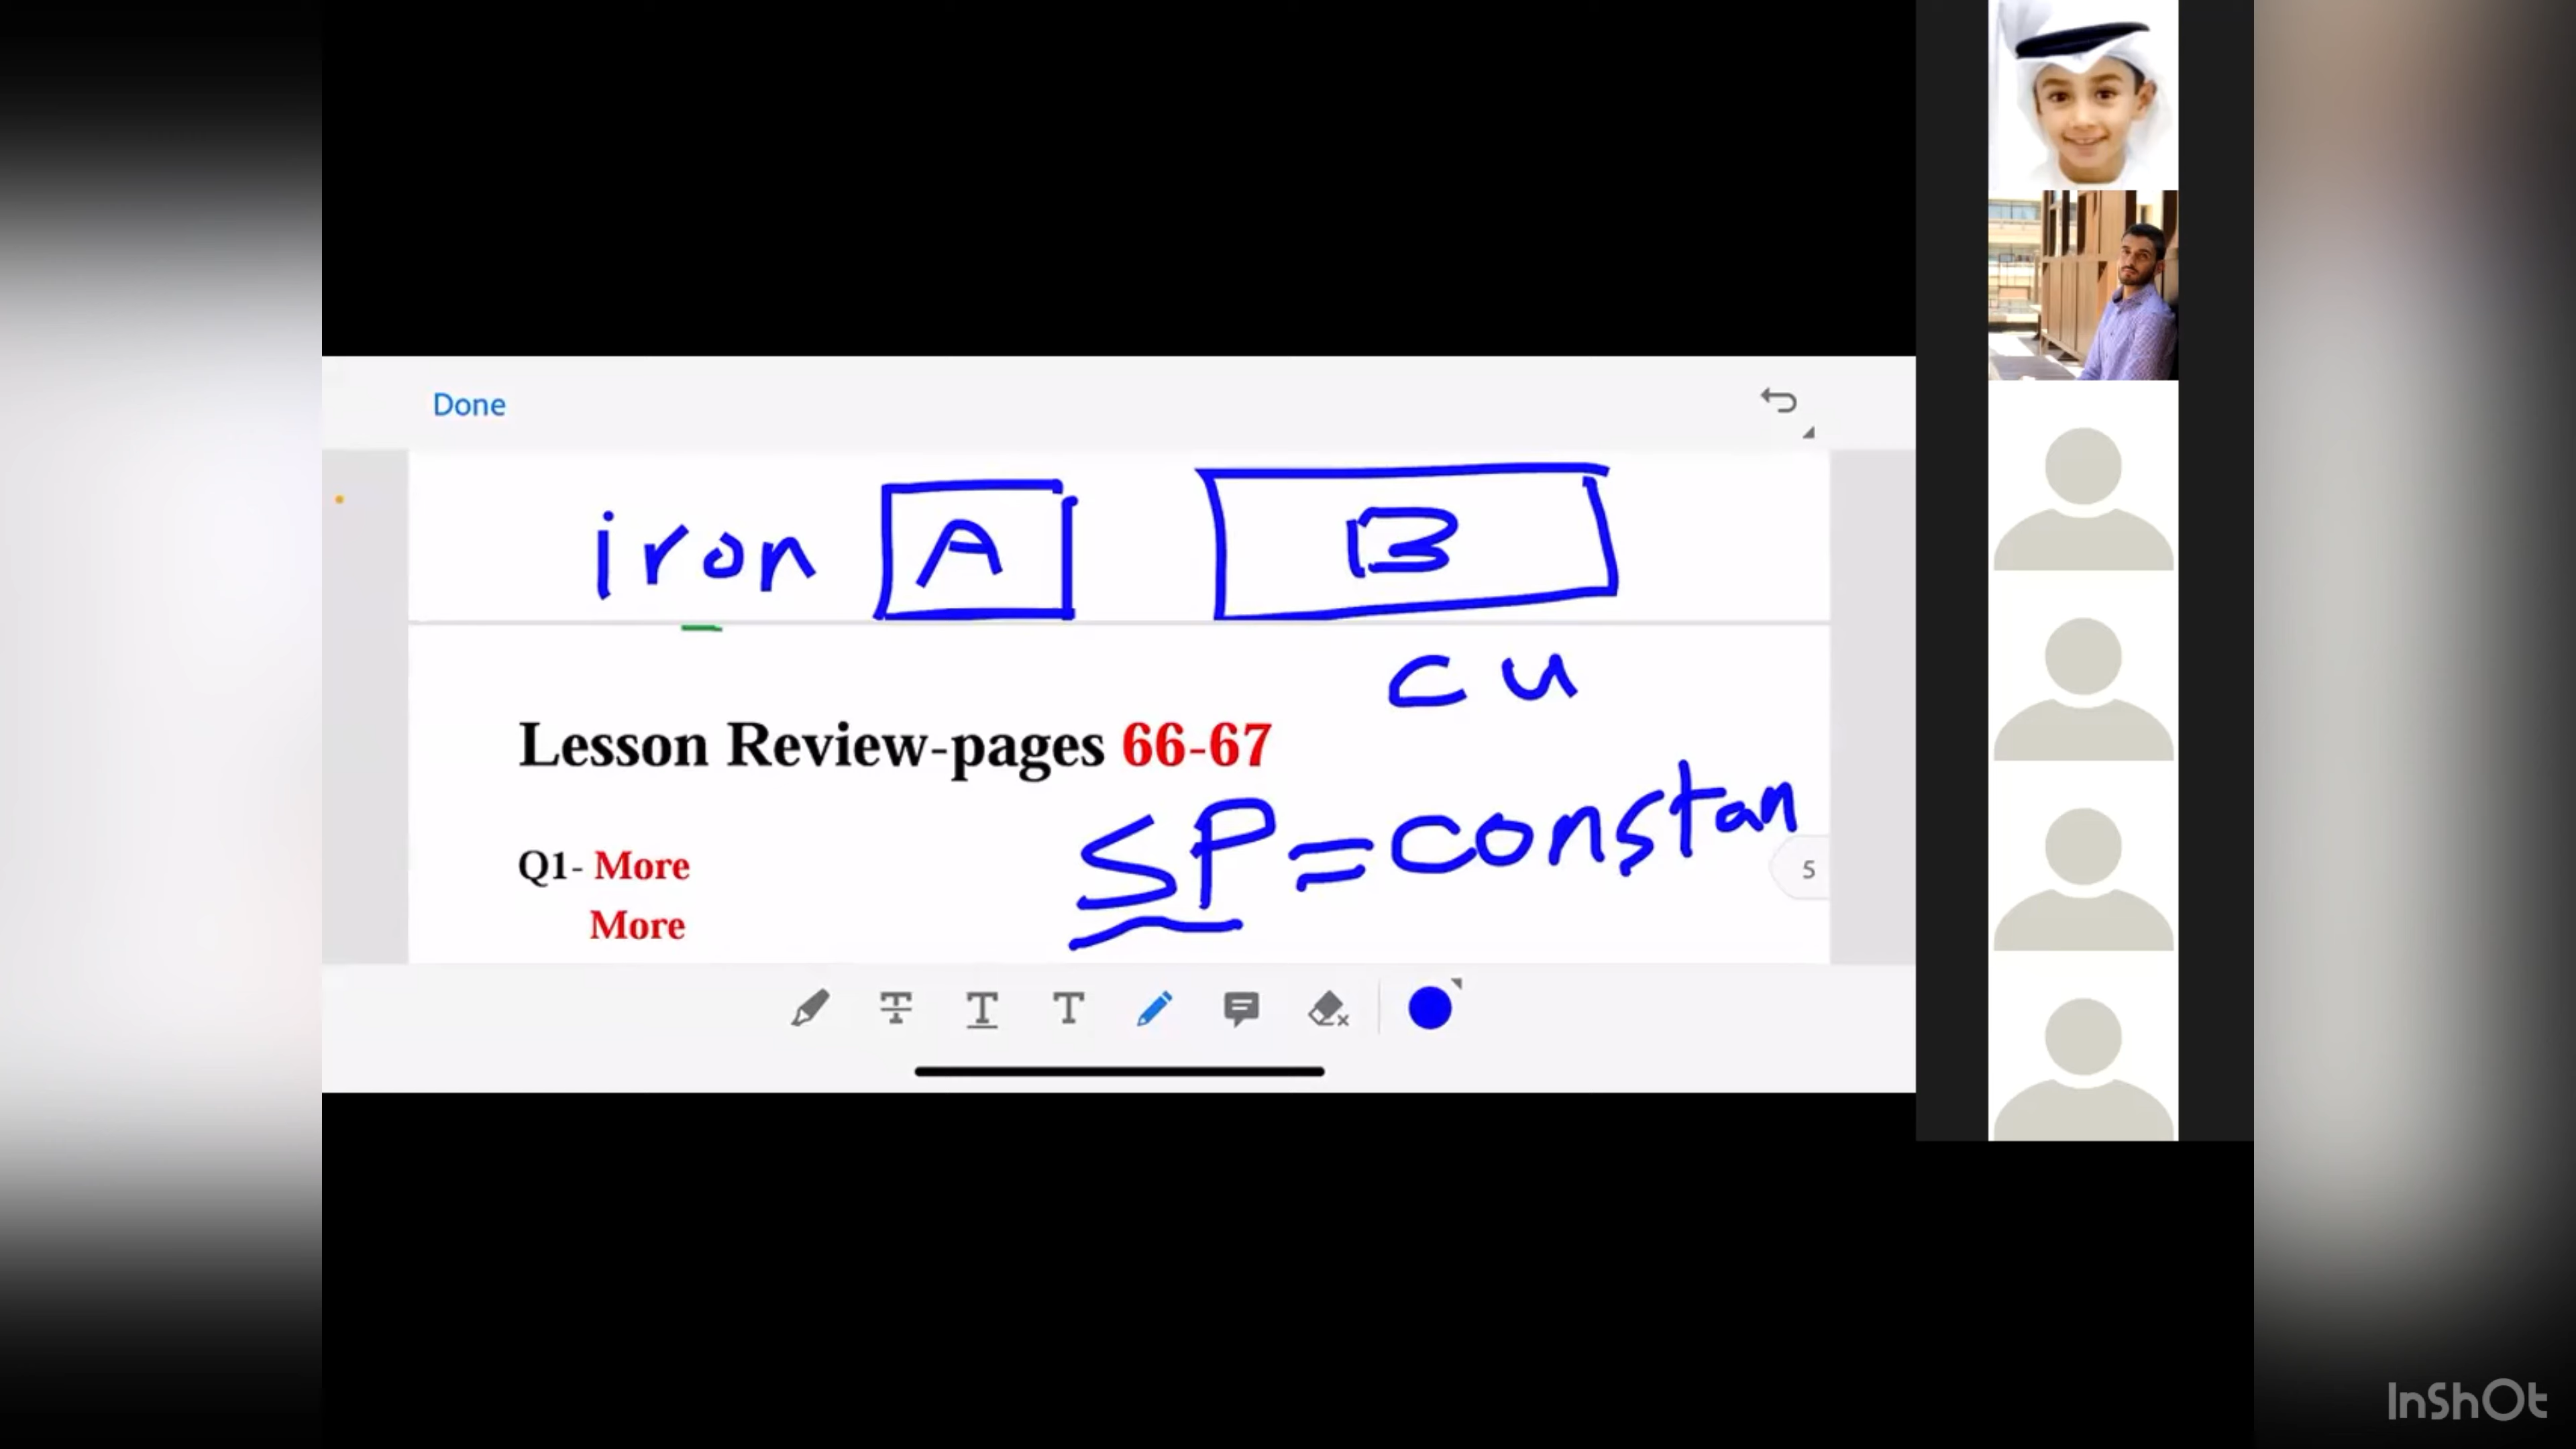 Done
iron A B
cu
Lesson Review-pages 66-67
SP=constan
Q1- More
5
More
InShOt